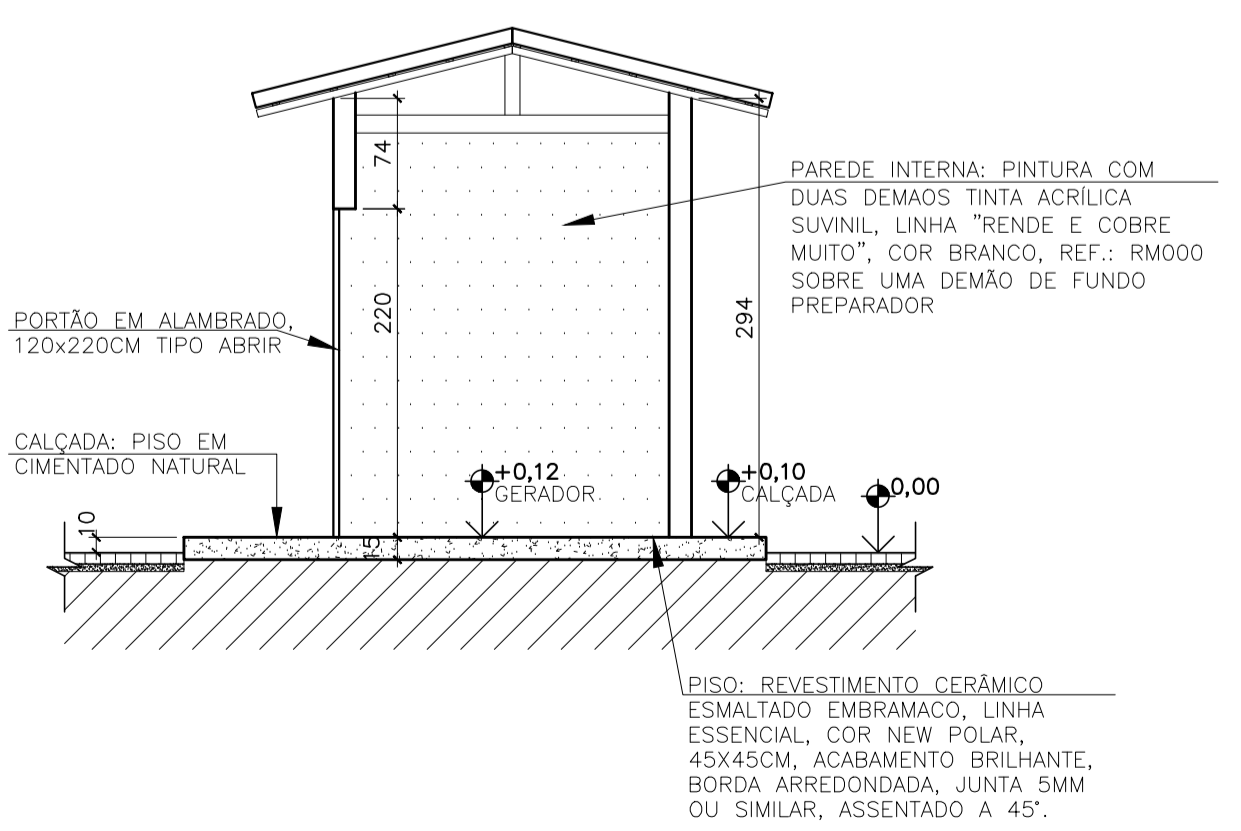 74
PAREDE INTERNA: PINTURA COM
DUAS DEMAOS TINTA ACRÍLICA
SUVINIL, LINHA "RENDE E COBRE
MUITO", COR BRANCO, REF.: RM000
SOBRE UMA DEMÃO DE FUNDO
PREPARADOR
220
294
PORTÃO EM ALAMBRADO,
120x220CM TIPO ABRIR
CALÇADA: PISO EM
CIMENTADO NATURAL
+0,12
GERADOR
+0,10
CALÇADA
0,00
10
15
PISO: REVESTIMENTO CERÂMICO
ESMALTADO EMBRAMACO, LINHA
ESSENCIAL, COR NEW POLAR,
45X45CM, ACABAMENTO BRILHANTE,
BORDA ARREDONDADA, JUNTA 5MM
OU SIMILAR, ASSENTADO A 45°.